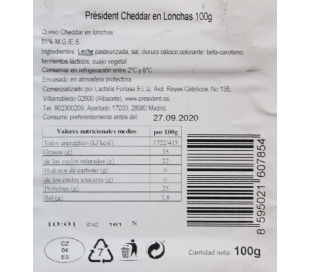 Président Cheddar en Lonchas 100g
Queso Cheddar en lonchas
51% M.G./E.S
Ingredientes: Leche pasteurizada, sal, cloruro cálcico, colorante: beta-caroteno,
fermentos lácticos, cuajo vegetal
Conservar en refrigeración entre 2°C y 8°C
Envasado en atmósfera protectora
Comercializado por Lactalis Forlasa S.L U. Avd. Reyes Católicos, nº 135,
Villarrobledo 02600 (Albacete), www.president.es,
Tel. 902300209, Apartado 17033, 28080 Madrid
Consumir preferentemente antes del: 27.09.2020
Valores nutricionales medios por 100g
Valor energético (kJ/kcal) 1722/415
Grasas (g) 35
de las cuales saturadas (g) 22
Hidratos de carbono (g) 0
de los cuales azúcares (g) 0
Proteínas (g) 25
Sal (g) 1,8
10:01 4142 161 N
8195021607854
CZ
04
ES
7
Cantidad neta: 100g